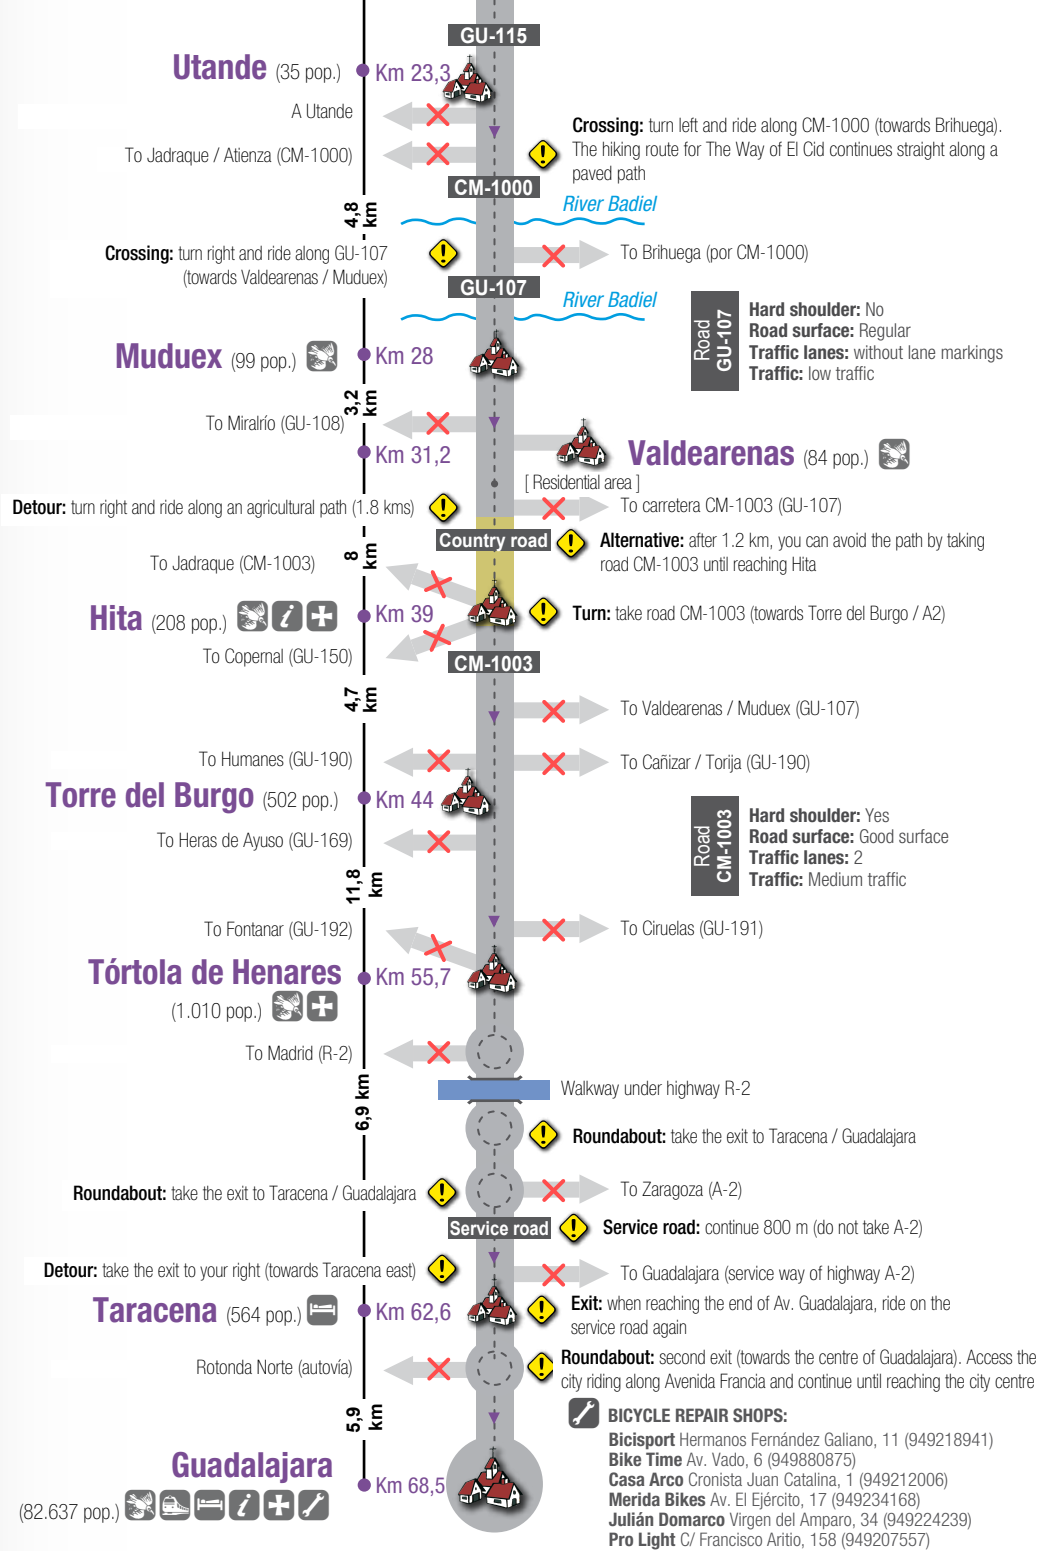 GU-115
Utande (35 pop.)
Km 23,3
A Utande
Crossing: turn left and ride along CM-1000 (towards Brihuega).
The hiking route for The Way of El Cid continues straight along a
paved path
To Jadraque / Atienza (CM-1000)
CM-1000
4,8
km
River Badiel
Crossing: turn right and ride along GU-107
(towards Valdearenas / Muduex)
To Brihuega (por CM-1000)
GU-107
River Badiel
Road
GU-107
Hard shoulder: No
Road surface: Regular
Traffic lanes: without lane markings
Traffic: low traffic
Muduex (99 pop.)
Km 28
3,2
km
To Miralrío (GU-108)
Km 31,2
Valdearenas (84 pop.)
[ Residential area ]
Detour: turn right and ride along an agricultural path (1.8 kms)
To carretera CM-1003 (GU-107)
Country road
Alternative: after 1.2 km, you can avoid the path by taking
road CM-1003 until reaching Hita
8
km
To Jadraque (CM-1003)
Hita (208 pop.)
Km 39
Turn: take road CM-1003 (towards Torre del Burgo / A2)
To Copernal (GU-150)
CM-1003
4,7
km
To Valdearenas / Muduex (GU-107)
To Humanes (GU-190)
To Cañizar / Torija (GU-190)
Torre del Burgo (502 pop.)
Km 44
To Heras de Ayuso (GU-169)
Road
CM-1003
Hard shoulder: Yes
Road surface: Good surface
Traffic lanes: 2
Traffic: Medium traffic
11,8
km
To Fontanar (GU-192)
To Ciruelas (GU-191)
Tórtola de Henares
Km 55,7
(1.010 pop.)
To Madrid (R-2)
Walkway under highway R-2
6,9 km
Roundabout: take the exit to Taracena / Guadalajara
Roundabout: take the exit to Taracena / Guadalajara
To Zaragoza (A-2)
Service road
Service road: continue 800 m (do not take A-2)
Detour: take the exit to your right (towards Taracena east)
To Guadalajara (service way of highway A-2)
Taracena (564 pop.)
Km 62,6
Exit: when reaching the end of Av. Guadalajara, ride on the
service road again
Rotonda Norte (autovía)
Roundabout: second exit (towards the centre of Guadalajara). Access the
city riding along Avenida Francia and continue until reaching the city centre
5,9
km
Guadalajara
Km 68,5
(82.637 pop.)
BICYCLE REPAIR SHOPS:
Bicisport Hermanos Fernández Galiano, 11 (949218941)
Bike Time Av. Vado, 6 (949880875)
Casa Arco Cronista Juan Catalina, 1 (949212006)
Merida Bikes Av. El Ejército, 17 (949234168)
Julián Domarco Virgen del Amparo, 34 (949224239)
Pro Light C/ Francisco Aritio, 158 (949207557)